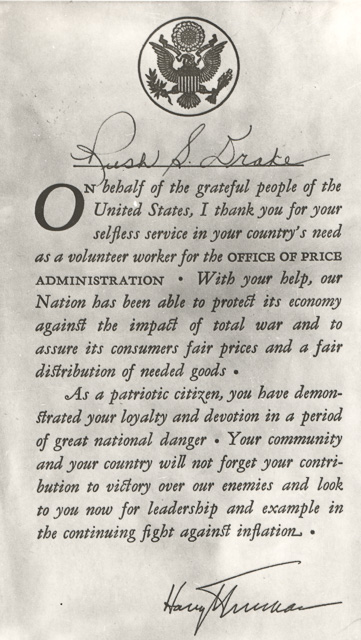 Rush S. Drake
ON behalf of the grateful people of the
United States, I thank you for your
selfless service in your country's need
as a volunteer worker for the OFFICE OF PRICE
ADMINISTRATION • With your help, our
Nation has been able to protect its economy
against the impact of total war and to
assure its consumers fair prices and a fair
distribution of needed goods •
As a patriotic citizen, you have demon-
strated your loyalty and devotion in a period
of great national danger • Your community
and your country will not forget your contri-
bution to victory over our enemies and look
to you now for leadership and example in
the continuing fight against inflation •
Harry Truman